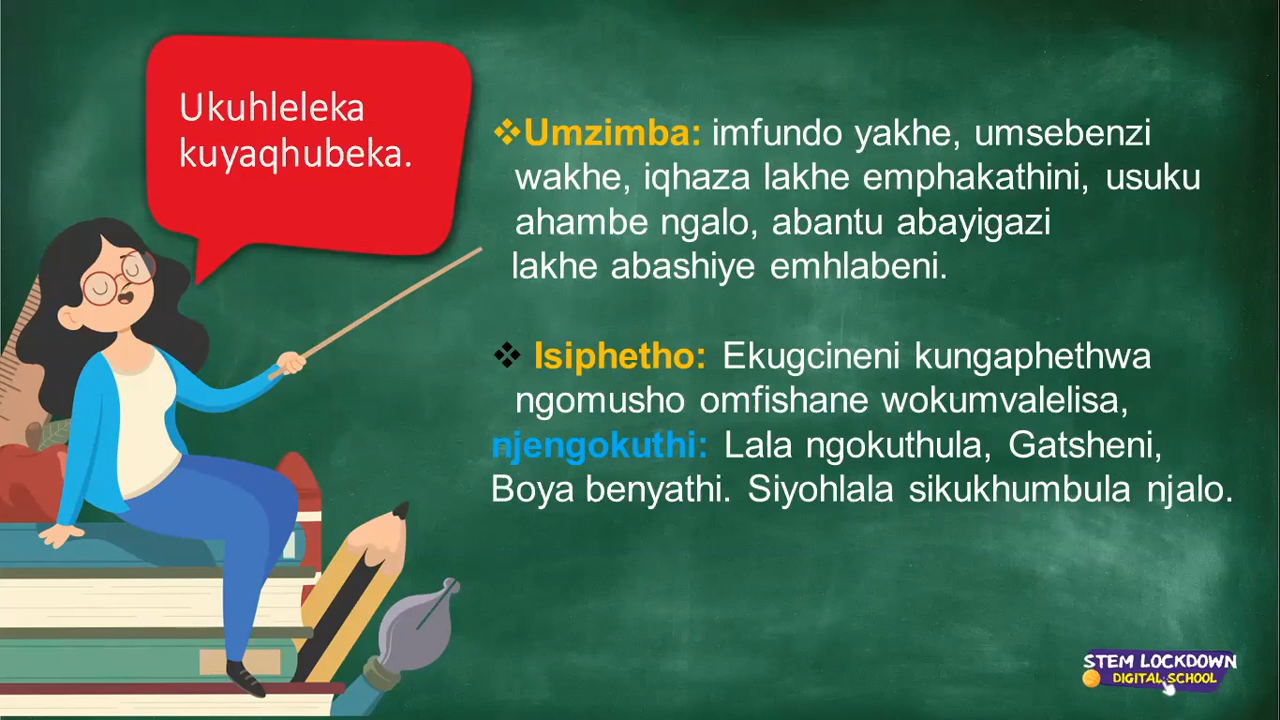 Ukuhleleka
kuyaqhubeka.
❖Umzimba: imfundo yakhe, umsebenzi
wakhe, iqhaza lakhe emphakathini, usuku
ahambe ngalo, abantu abayigazi
lakhe abashiye emhlabeni.
❖ Isiphetho: Ekugcineni kungaphethwa
ngomusho omfishane wokumvalelisa,
njengokuthi: Lala ngokuthula, Gatsheni,
Boya benyathi. Siyohlala sikukhumbula njalo.
STEM LOCKDOWN
DIGITAL SCHOOL